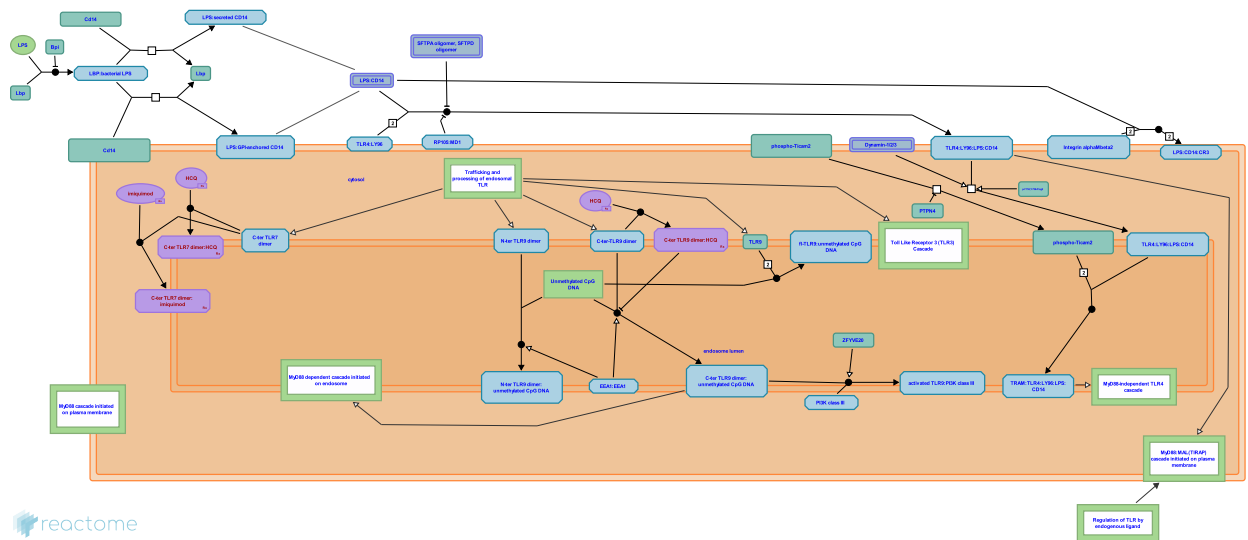 Cd14
LPS:secreted CD14
LPS
Bpi
LBP:bacterial LPS
Lbp
Lbp
SFTPA oligomer, SFTPD
oligomer
LPS:CD14
Cd14
LPS:GPI-anchored CD14
TLR4:LY96
RP105:MD1
phospho-Ticam2
Dynamin-1/2/3
TLR4:LY96:LPS:CD14
Integrin alphaMbeta2
LPS:CD14:CR3
2
2
2
cytosol
Trafficking and
processing of endosomal
TLR
imiquimod
HCQ
HCQ
PTPN4
C-ter TLR7 dimer:HCQ
C-ter TLR7
dimer
N-ter TLR9 dimer
C-ter-TLR9 dimer
C-ter TLR9 dimer:HCQ
TLR9
fl-TLR9:unmethylated CpG
DNA
Toll Like Receptor 3 (TLR3)
Cascade
phospho-Ticam2
TLR4:LY96:LPS:CD14
2
2
Unmethylated CpG
DNA
C-ter TLR7 dimer:
imiquimod
endosome lumen
ZFYVE20
MyD88 dependent cascade initiated
on endosome
N-ter TLR9 dimer:
unmethylated CpG DNA
EEA1:EEA1
C-ter TLR9 dimer:
unmethylated CpG DNA
PI3K class III
activated TLR9:PI3K class III
TRAM:TLR4:LY96:LPS:
CD14
MyD88-independent TLR4
cascade
MyD88 cascade initiated
on plasma membrane
MyD88:MAL(TIRAP)
cascade initiated on plasma
membrane
Regulation of TLR by
endogenous ligand
reactome